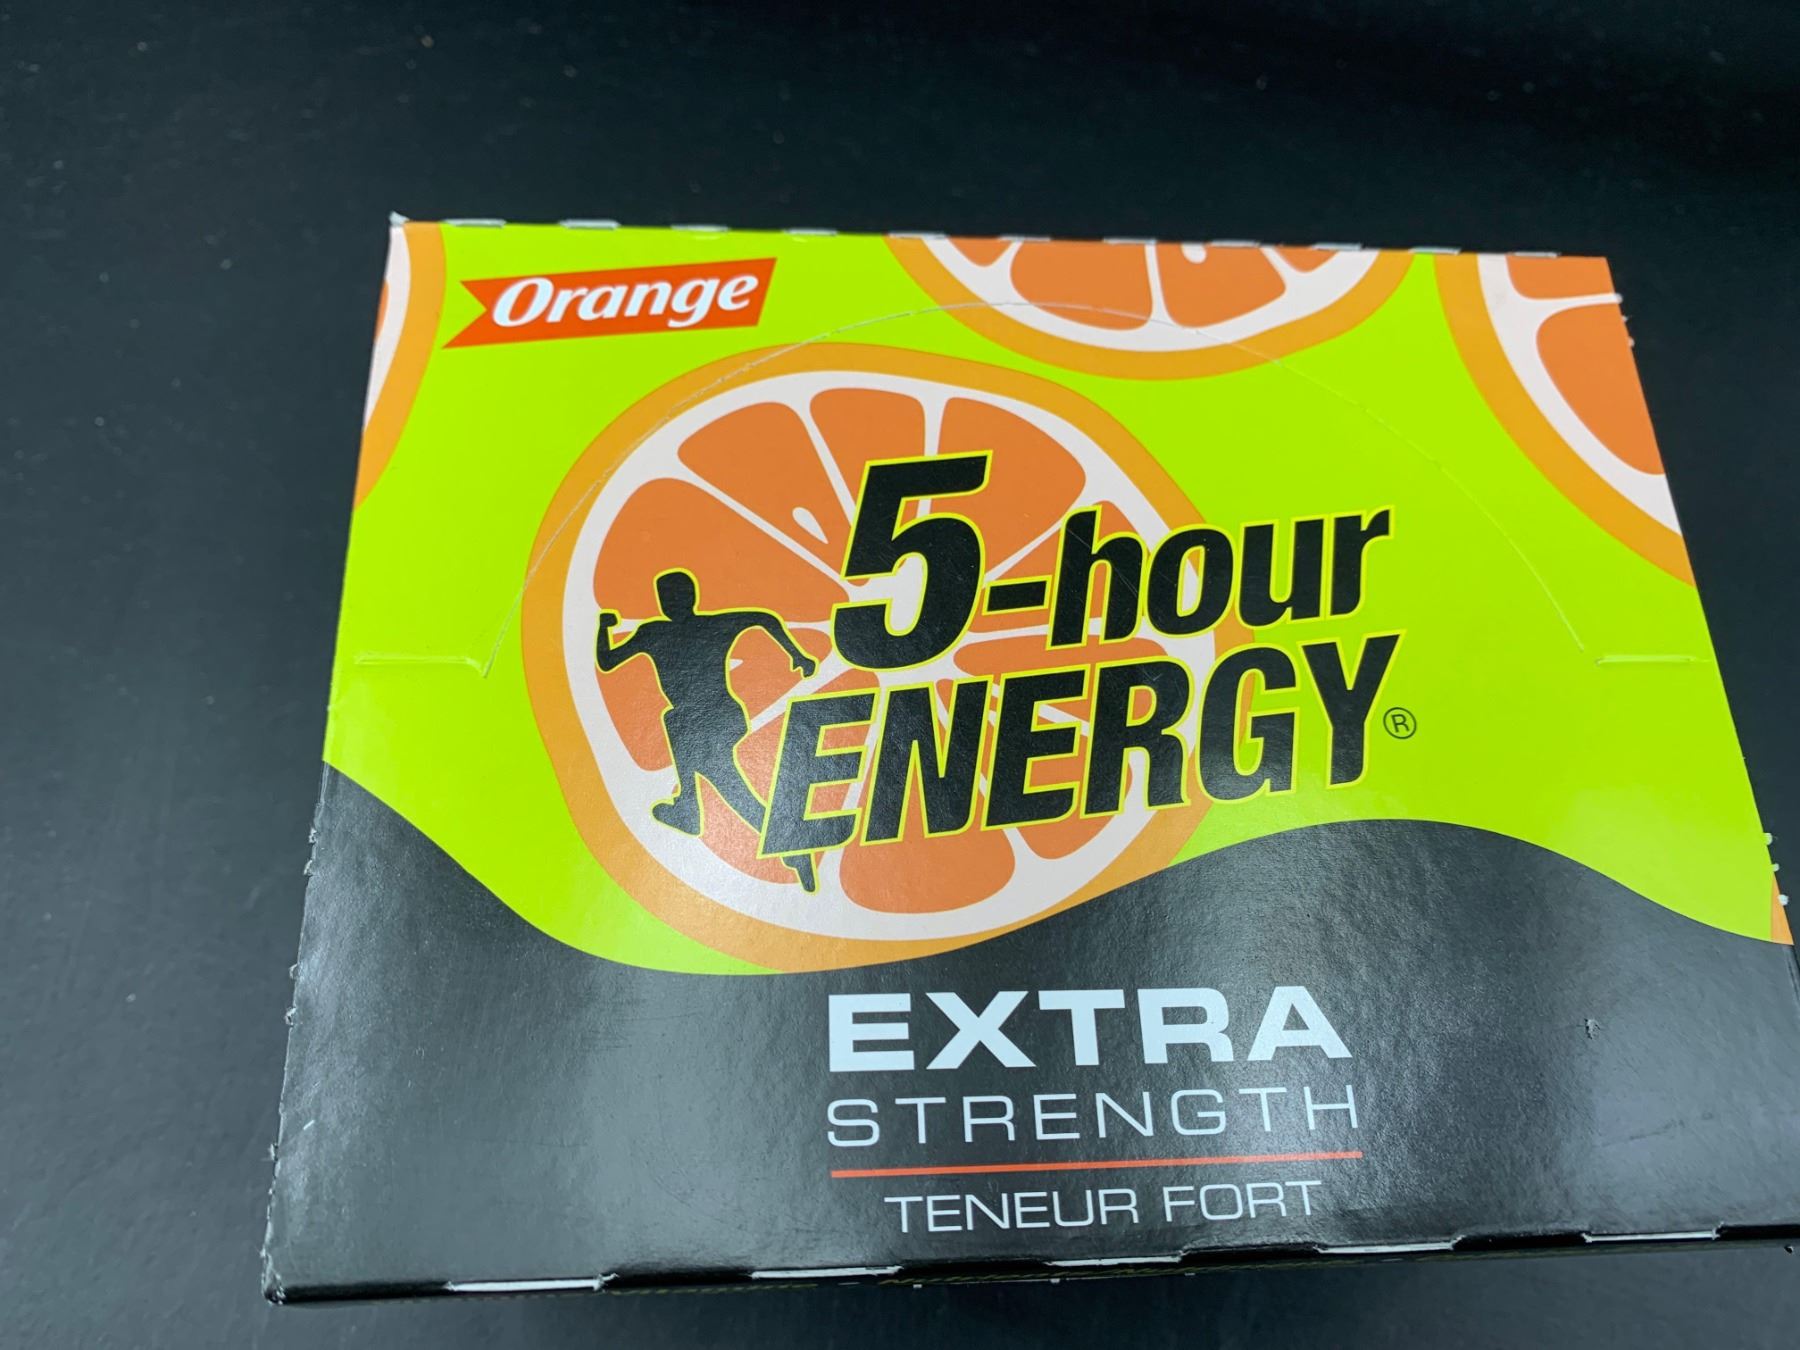 Orange
5-hour
ENERGY®
EXTRA
STRENGTH
TENEUR FORT